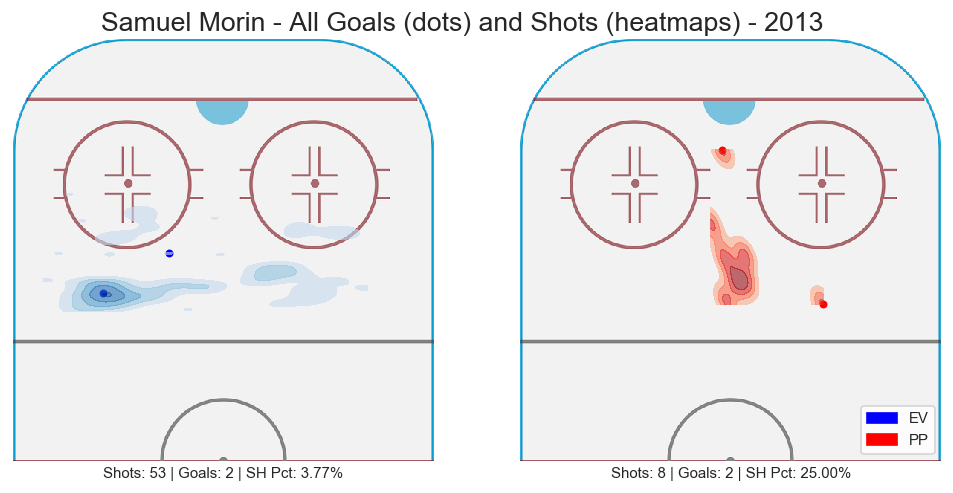 Samuel Morin - All Goals (dots) and Shots (heatmaps) - 2013
EV
PP
Shots: 53 | Goals: 2 | SH Pct: 3.77%
Shots: 8 | Goals: 2 | SH Pct: 25.00%